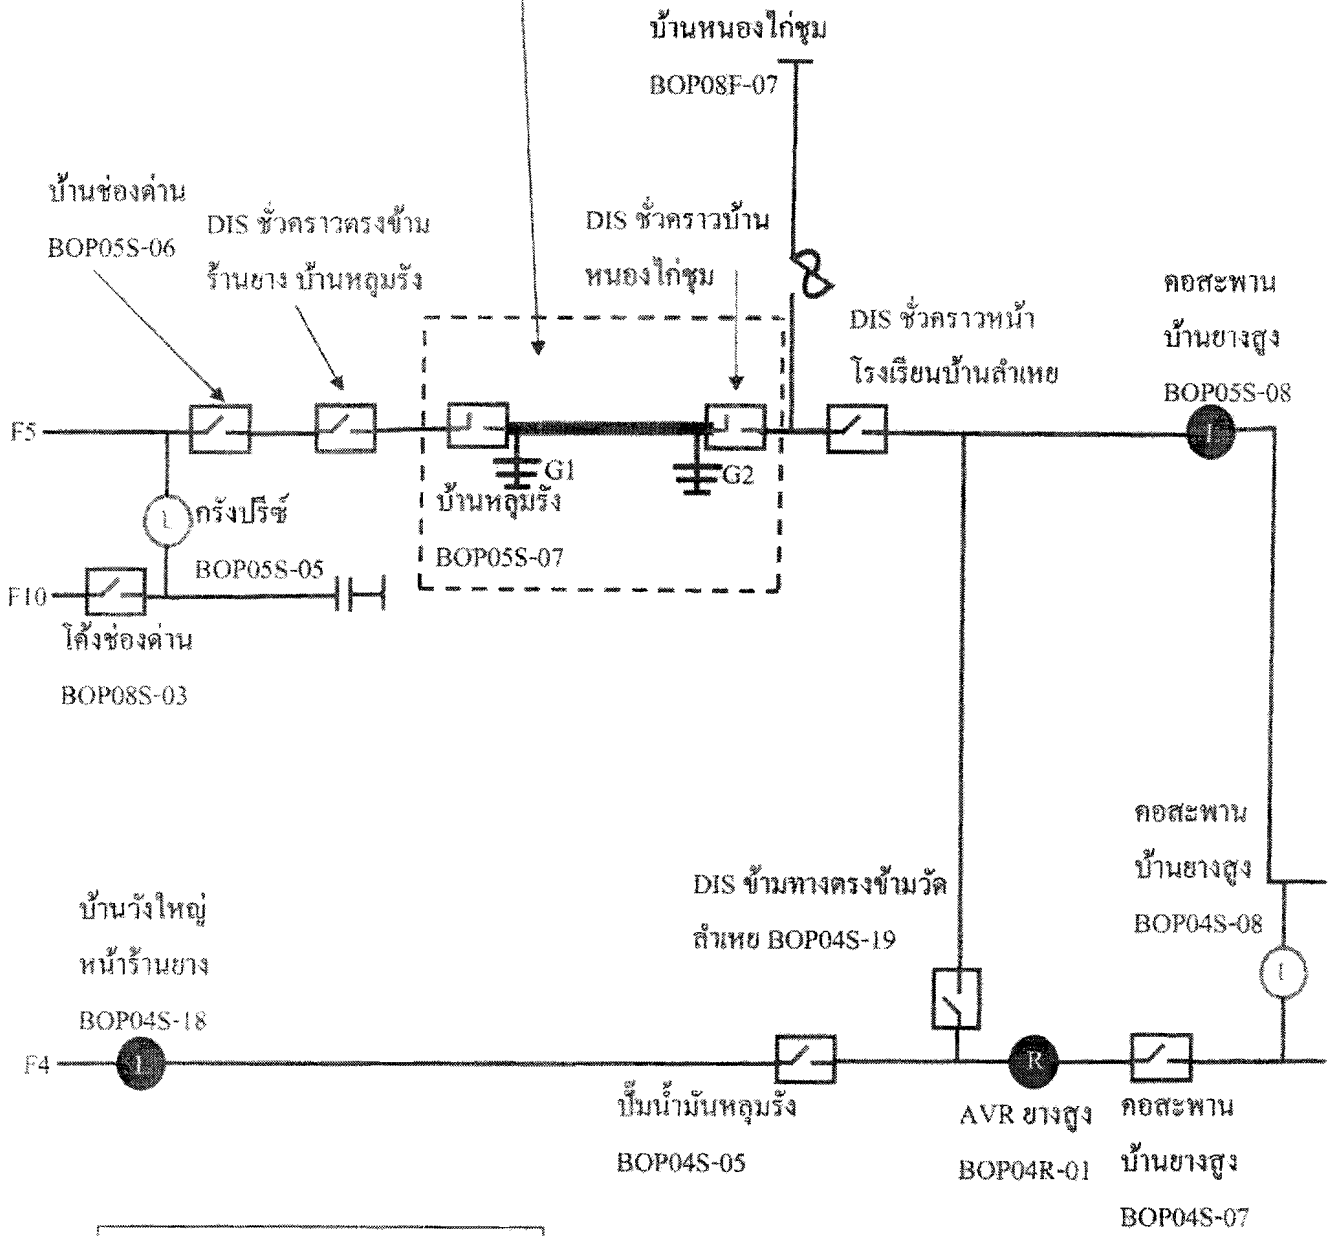 บ้านหนองไก่ชุม
BOP08F-07
บ้านช่องด่าน
BOP05S-06
DIS ชั่วคราวตรงข้าม
ร้านยาง บ้านหลุมรัง
DIS ชั่วคราวบ้าน
หนองไก่ชุม
DIS ชั่วคราวหน้า
โรงเรียนบ้านลำเหย
คอสะพาน
บ้านยางสูง
BOP05S-08
F5
G1
G2
บ้านหลุมรัง
BOP05S-07
L
กรังปรีซ์
BOP05S-05
F10
โค้งช่องด่าน
BOP08S-03
คอสะพาน
บ้านยางสูง
BOP04S-08
L
DIS ข้ามทางตรงข้ามวัด
ลำเหย BOP04S-19
บ้านวังใหญ่
หน้าร้านยาง
BOP04S-18
F4
L
R
ปั๊มน้ำมันหลุมรัง
BOP04S-05
AVR ยางสูง
BOP04R-01
คอสะพาน
บ้านยางสูง
BOP04S-07